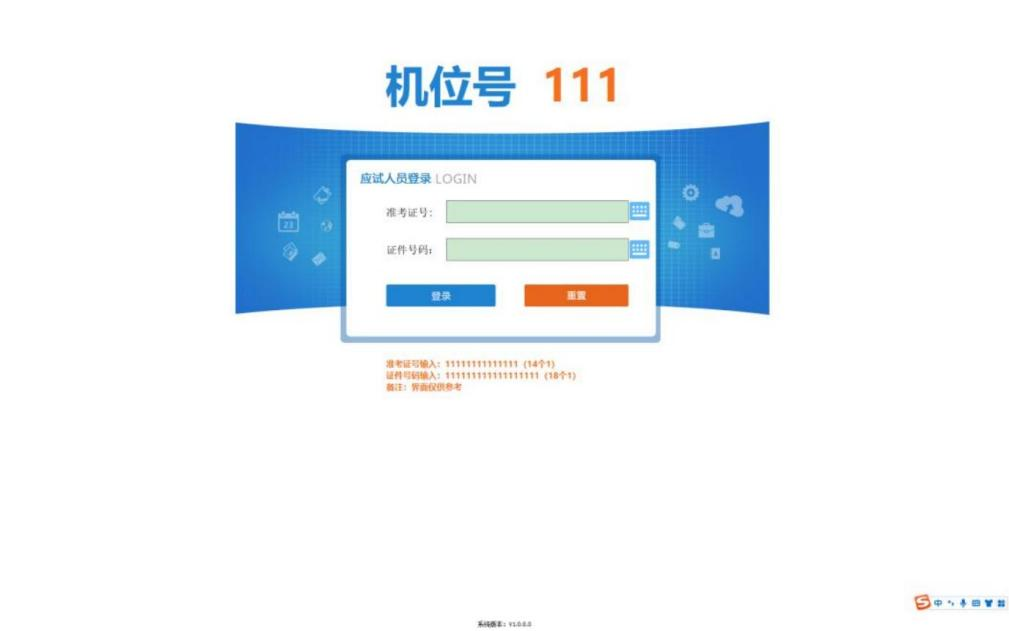 机位号 111
应试人员登录 LOGIN
准考证号：
23
证件号码：
登录 重置
准考证号输入：11111111111111（14个1）
证件号码输入：111111111111111111（18个1）
备注：界面仅供参考
S 中
系统版本：V1.0.0.0